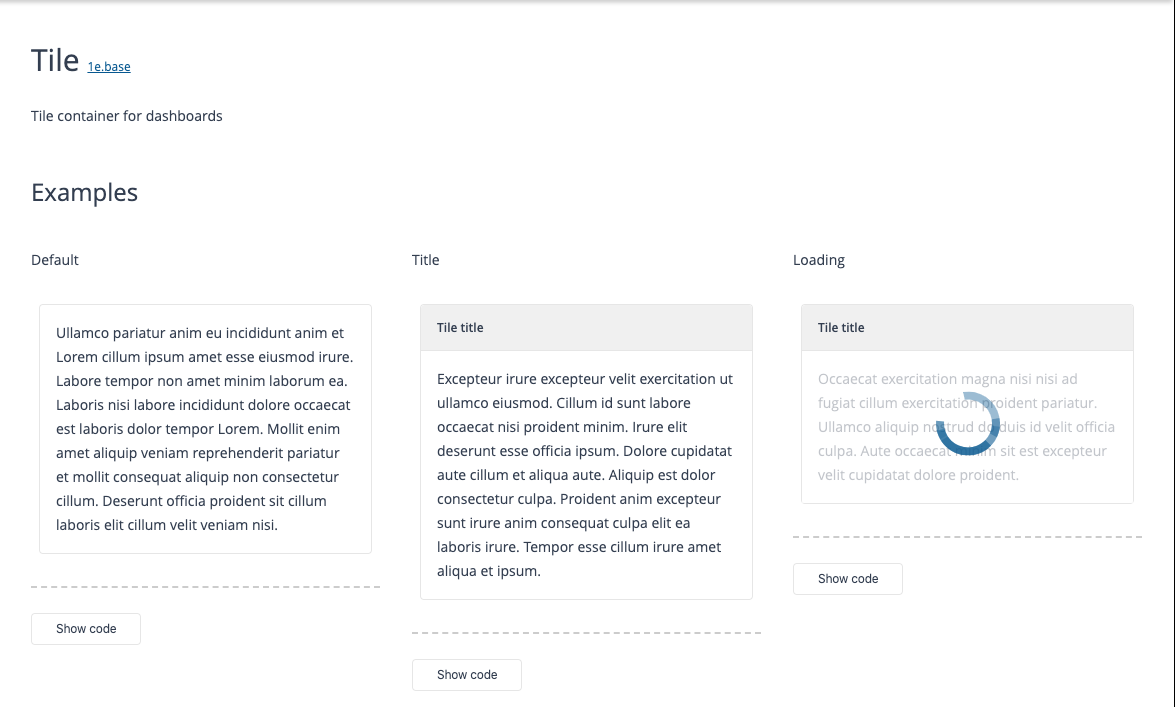 Tile 1e.base
Tile container for dashboards
Examples
Default
Ullamco pariatur anim eu incididunt anim et
Lorem cillum ipsum amet esse eiusmod irure.
Labore tempor non amet minim laborum ea.
Laboris nisi labore incididunt dolore occaecat
est laboris dolor tempor Lorem. Mollit enim
amet aliquip veniam reprehenderit pariatur
et mollit consequat aliquip non consectetur
cillum. Deserunt officia proident sit cillum
laboris elit cillum velit veniam nisi.
Show code
Title
Tile title
Excepteur irure excepteur velit exercitation ut
ullamco eiusmod. Cillum id sunt labore
occaecat nisi proident minim. Irure elit
deserunt esse officia ipsum. Dolore cupidatat
aute cillum et aliqua aute. Aliquip est dolor
consectetur culpa. Proident anim excepteur
sunt irure anim consequat culpa elit ea
laboris irure. Tempor esse cillum irure amet
aliqua et ipsum.
Show code
Loading
Tile title
Occaecat exercitation magna nisi nisi ad
fugiat cillum exercitation proident pariatur.
Ullamco aliquip nostrud do duis id velit officia
culpa. Aute occaecat minim sit est excepteur
velit cupidatat dolore proident.
Show code